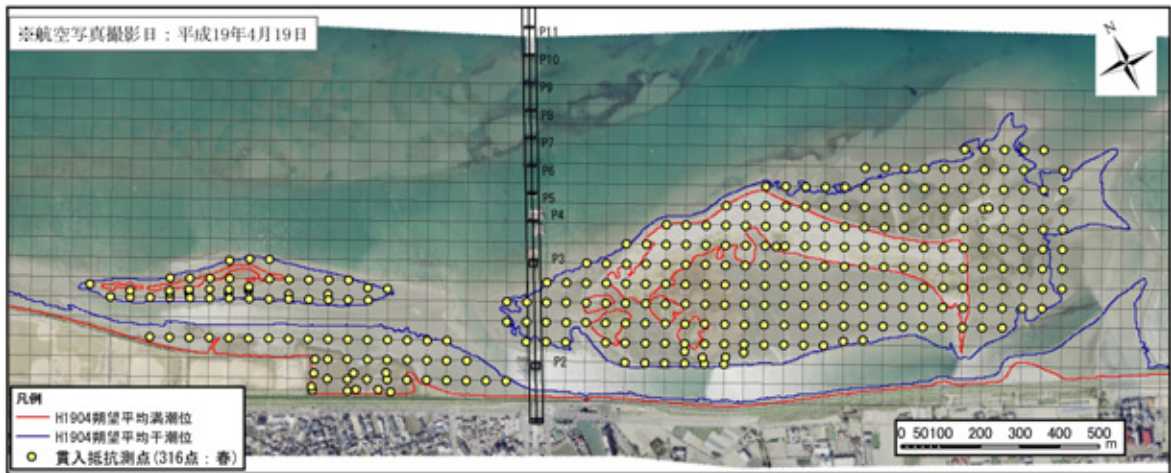 ※航空写真撮影日：平成19年4月19日
N
P11
P10
P9
P8
P7
P6
P5
P4
P3
P2
凡例
H1904朔望平均満潮位
H1904朔望平均干潮位
貫入抵抗測点(316点：春)
0 50100 200 300 400 500
m